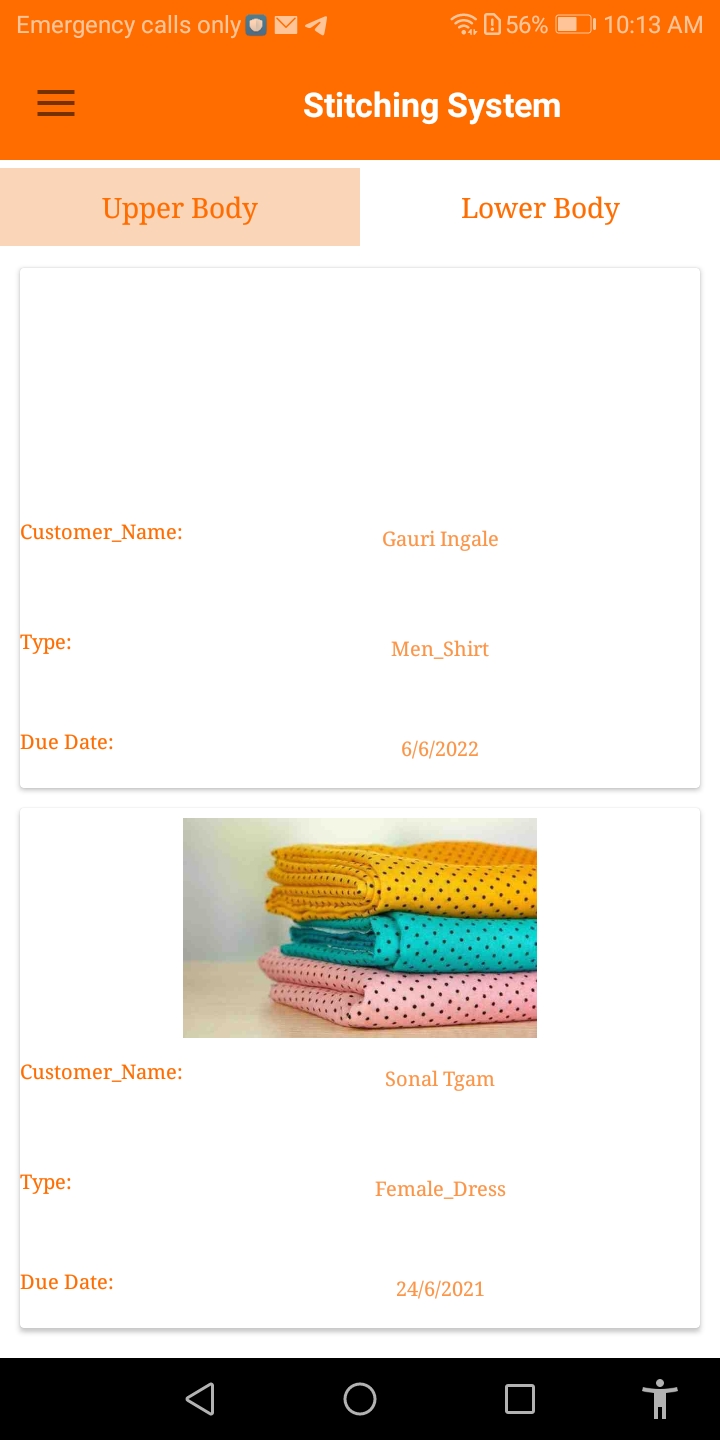 Emergency calls only 56% 10:13 AM
Stitching System
Upper Body Lower Body
Customer_Name: Gauri Ingale
Type: Men_Shirt
Due Date: 6/6/2022
Customer_Name: Sonal Tgam
Type: Female_Dress
Due Date: 24/6/2021